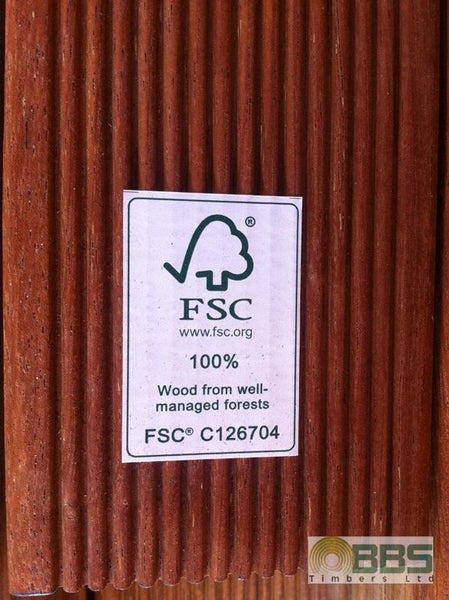 ®
FSC
www.fsc.org
100%
Wood from well-
managed forests
FSC® C126704
BBS
Timbers Ltd